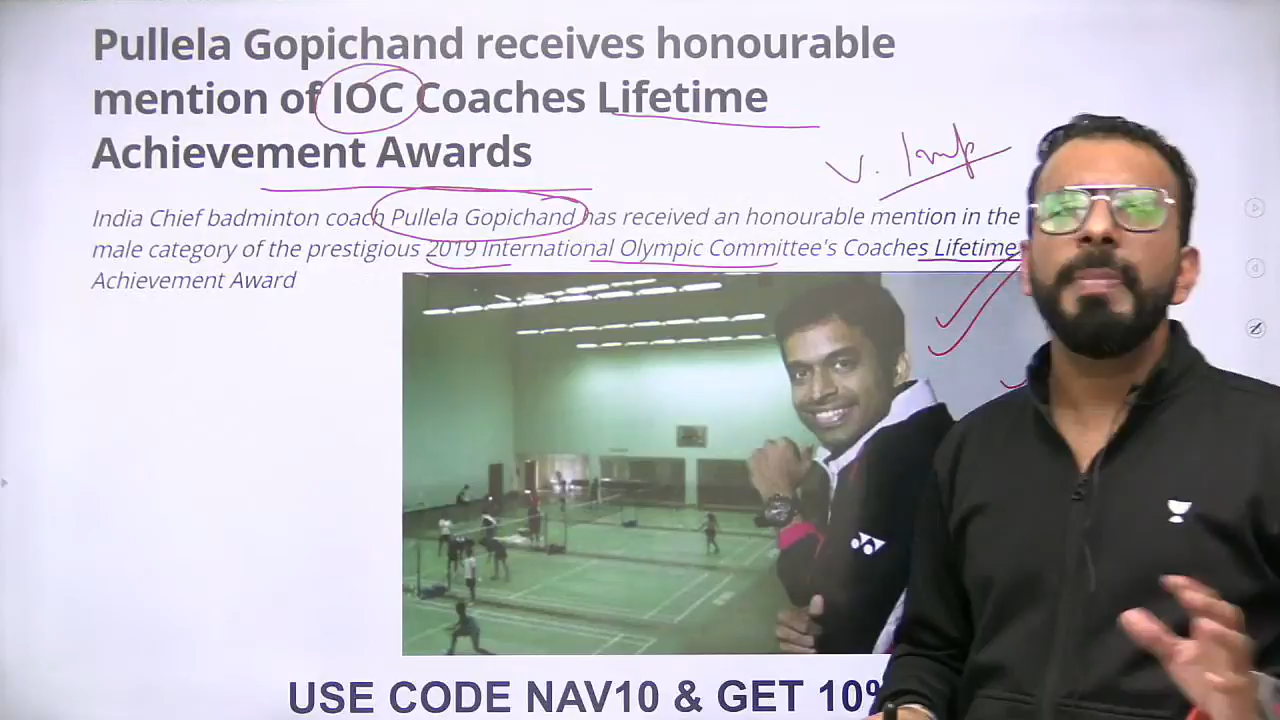 Pullela Gopichand receives honourable
mention of IOC Coaches Lifetime
Achievement Awards
V. Imp
India Chief badminton coach Pullela Gopichand has received an honourable mention in the
male category of the prestigious 2019 International Olympic Committee's Coaches Lifetime
Achievement Award
USE CODE NAV10 & GET 10%